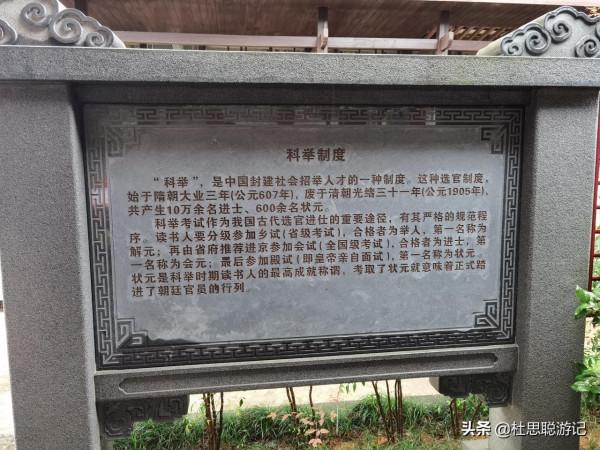 科举制度
“科举”，是中国封建社会招举人才的一种制度。这种选官制度，
始于隋朝大业三年(公元607年)，废于清朝光绪三十一年(公元1905年)，
共产生10万余名进士、600余名状元。
科举考试作为我国古代选官进仕的重要途径，有其严格的规范程
序。读书人要分级参加乡试(省级考试)，合格者为举人，第一名称为
解元；再由省府推荐进京参加会试(全国级考试)，合格者为进士，第
一名称为会元；最后参加殿试(即皇帝亲自面试)，第一名称为状元。
状元是科举时期读书人的最高成就称谓，考取了状元就意味着正式踏
进了朝廷官员的行列。
头条@杜思聪游记